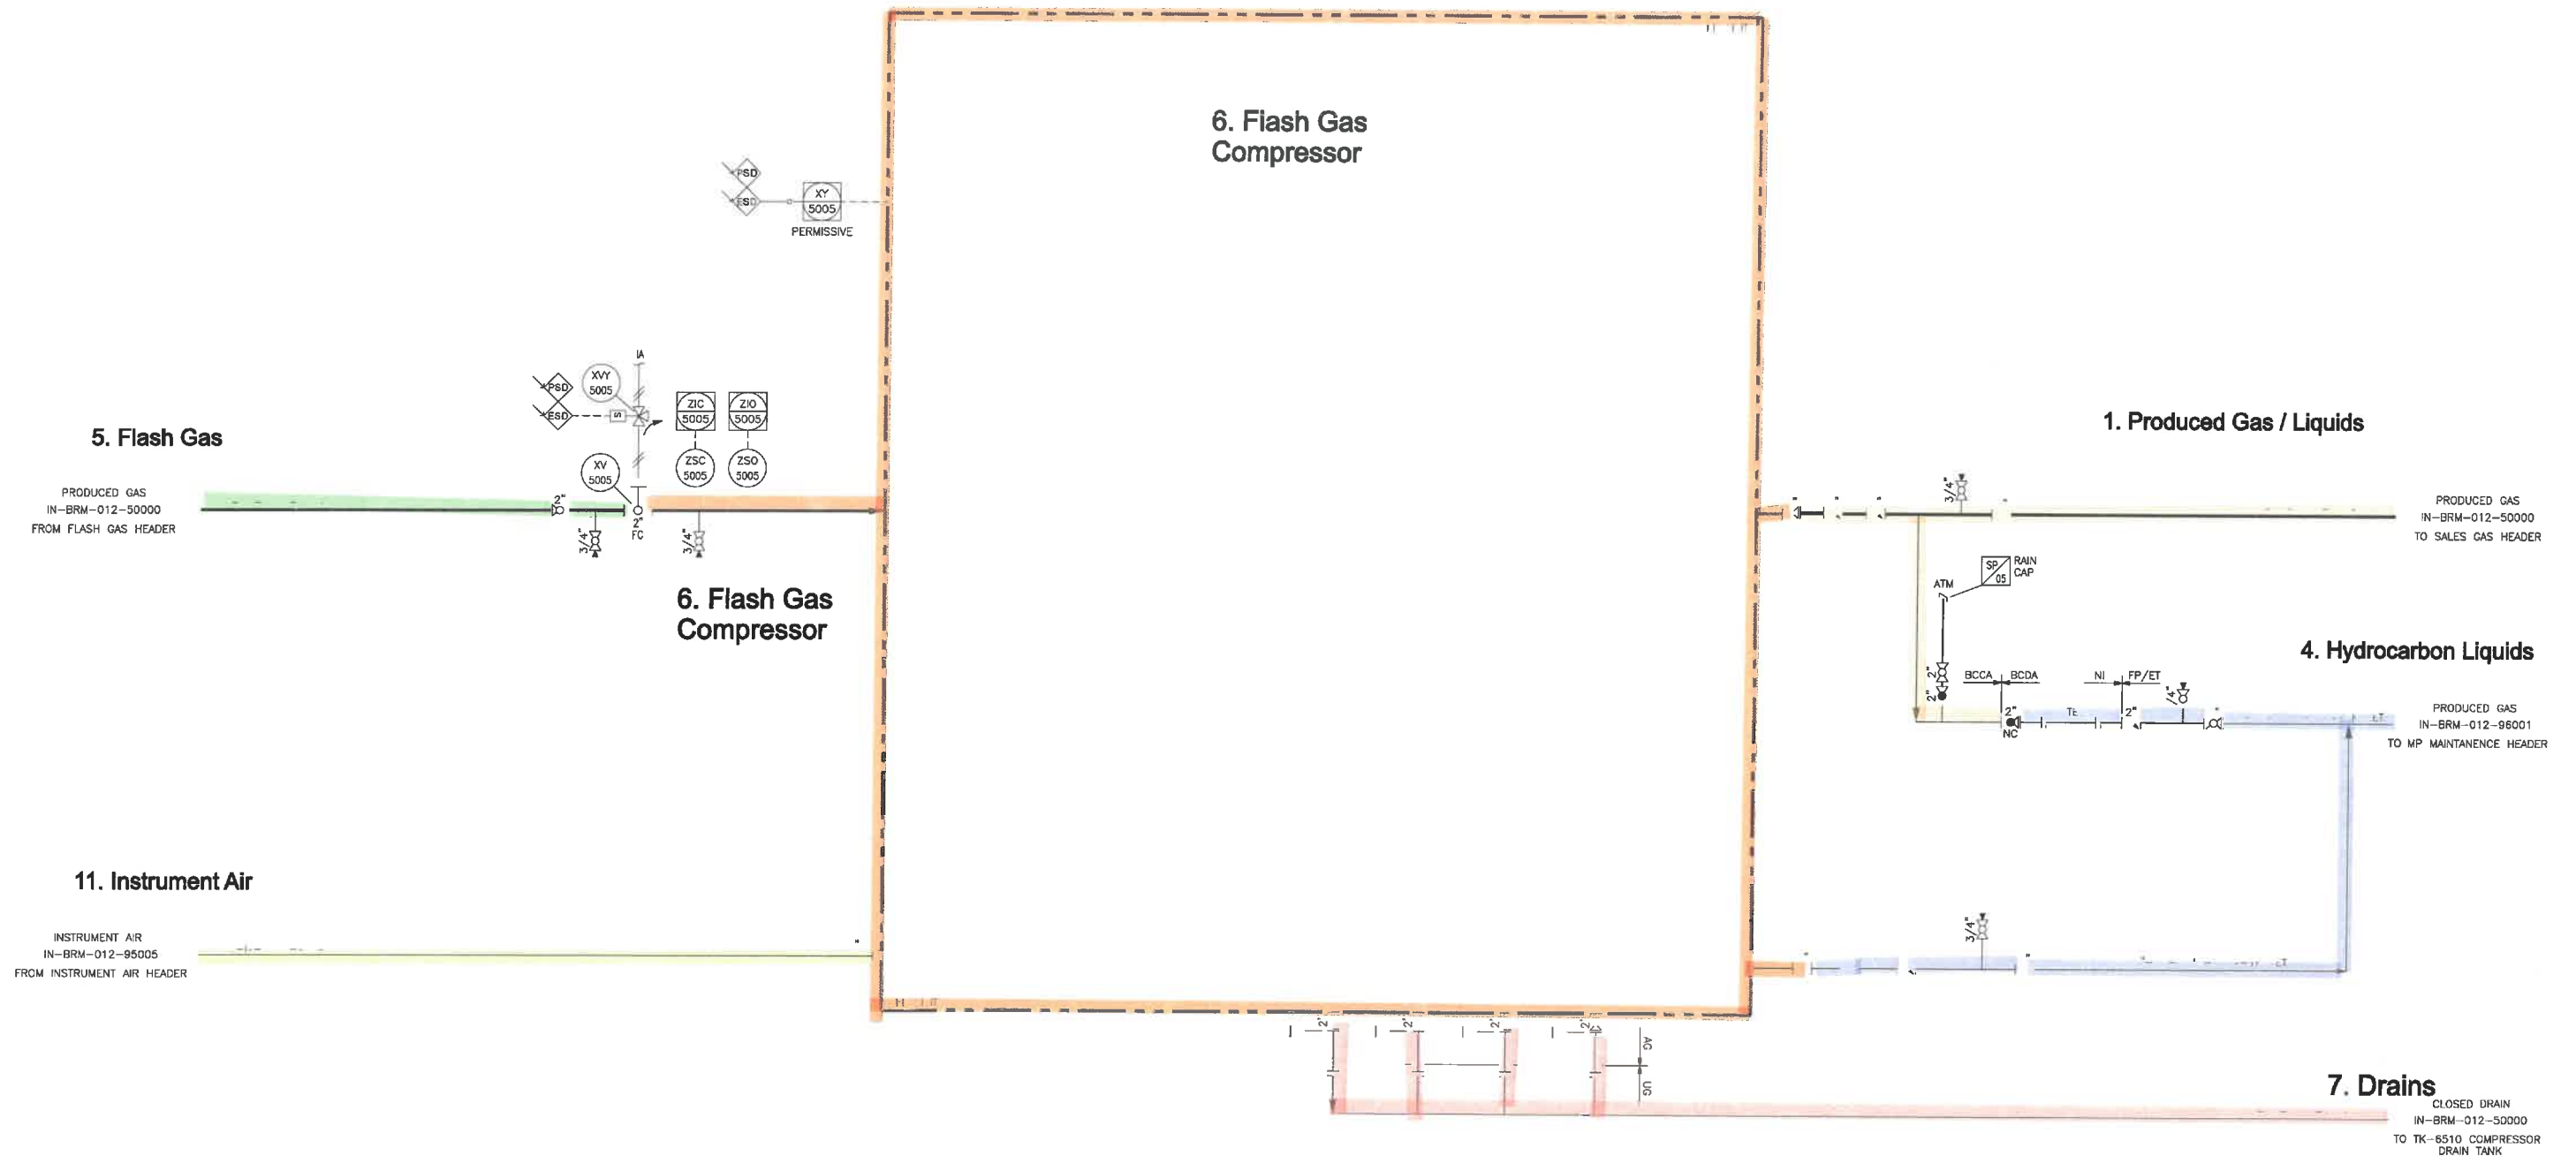 6. Flash Gas
Compressor
PSD
ESD
XY
5005
PERMISSIVE
IA
XVY
5005
PSD
ESD
S
ZIC
5005
ZIO
5005
ZSC
5005
ZSO
5005
XV
5005
5. Flash Gas
PRODUCED GAS
IN-BRM-012-50000
FROM FLASH GAS HEADER
2"
3/4"
2"
FC
3/4"
6. Flash Gas
Compressor
1. Produced Gas / Liquids
3/4"
PRODUCED GAS
IN-BRM-012-50000
TO SALES GAS HEADER
SP
05
RAIN
CAP
ATM
2"
2"
4. Hydrocarbon Liquids
BCCA
BCDA
NI
FP/ET
2"
NC
TE
2"
ET
PRODUCED GAS
IN-BRM-012-96001
TO MP MAINTANENCE HEADER
11. Instrument Air
INSTRUMENT AIR
IN-BRM-012-95005
FROM INSTRUMENT AIR HEADER
3/4"
ET
2"
2"
2"
2"
AG
UG
7. Drains
CLOSED DRAIN
IN-BRM-012-50000
TO TK-6510 COMPRESSOR
DRAIN TANK